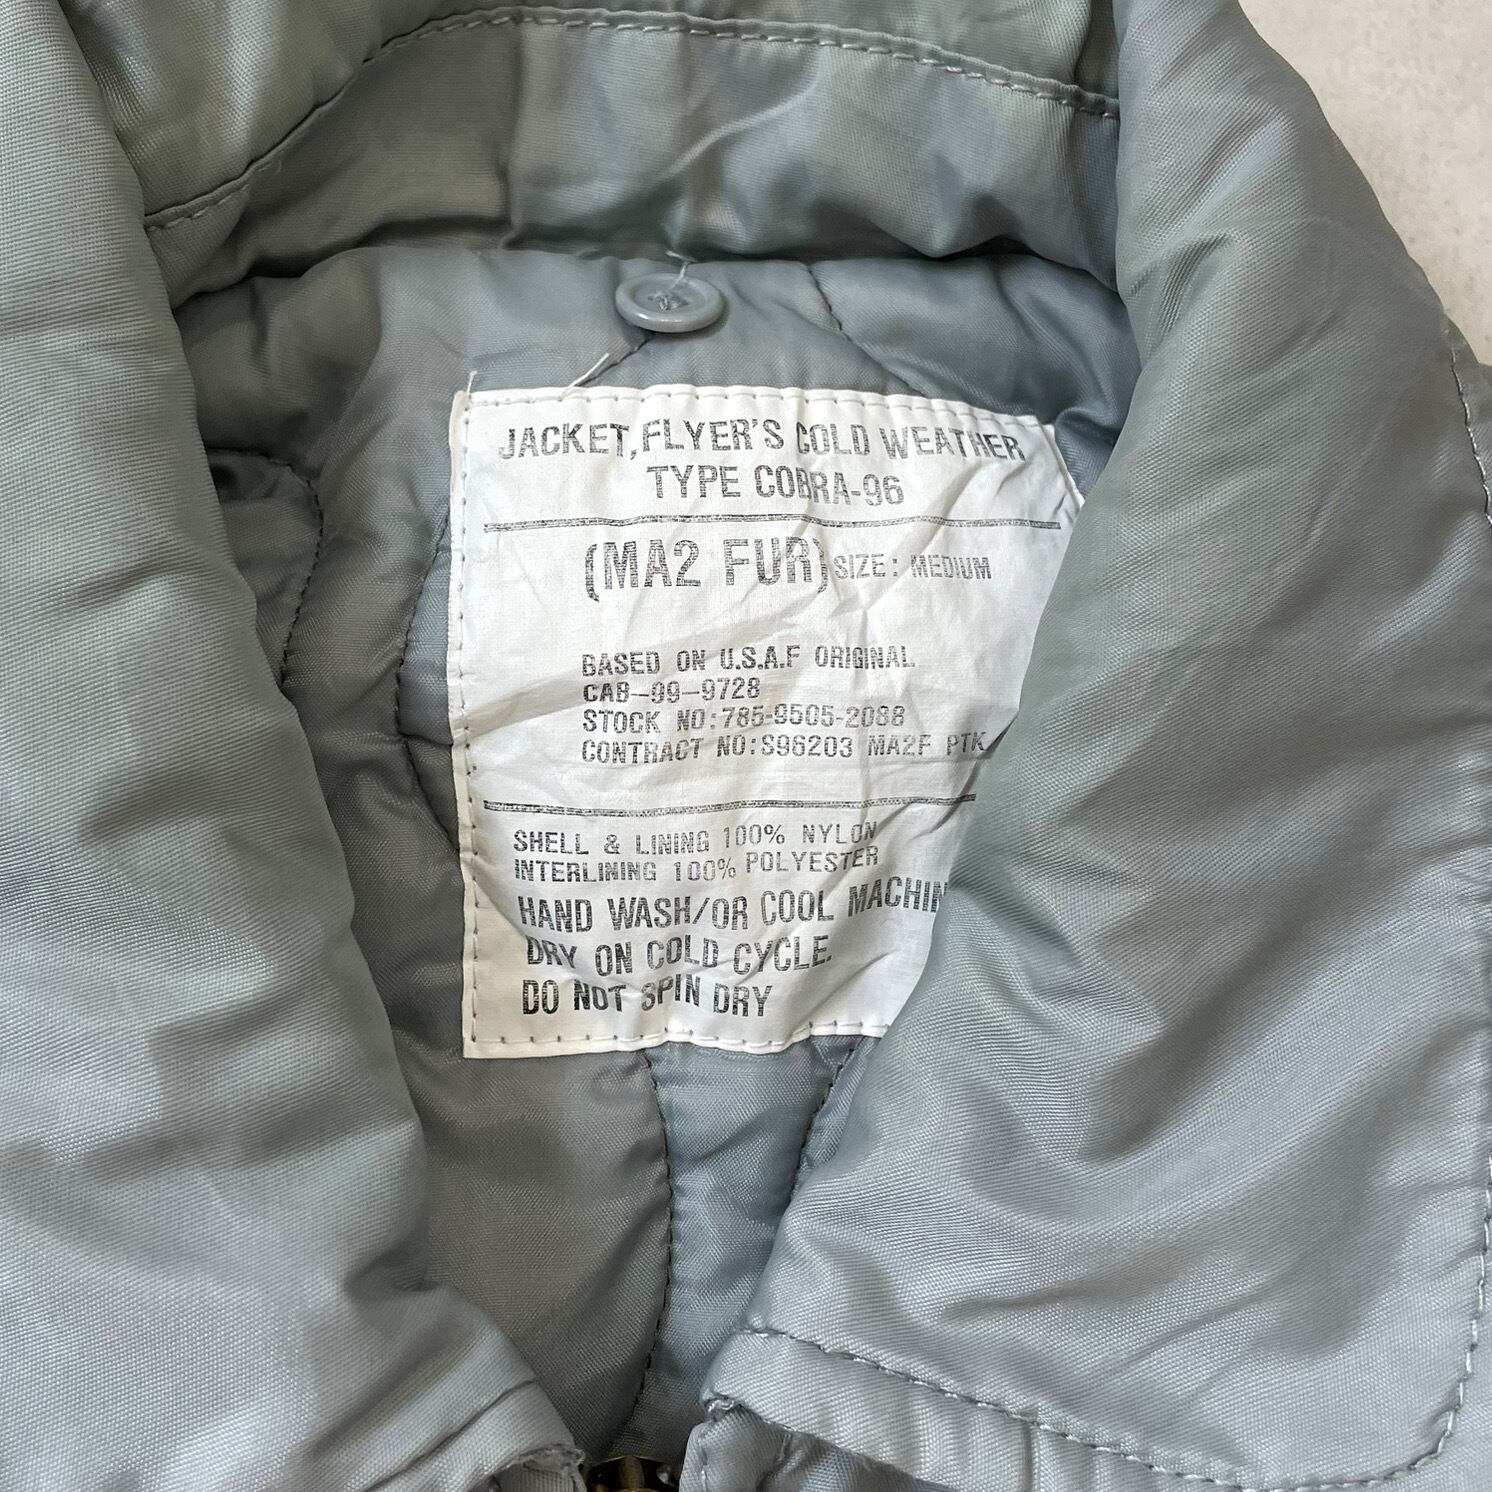 JACKET, FLYER'S COLD WEATHER
TYPE COBRA-96
(MA2 FUR) SIZE: MEDIUM
BASED ON U.S.A.F ORIGINAL
CAB-99-9728
STOCK NO:785-9505-2088
CONTRACT NO:S96203 MA2F PTK
SHELL & LINING 100% NYLON
INTERLINING 100% POLYESTER
HAND WASH/OR COOL MACHIN
DRY ON COLD CYCLE.
DO NOT SPIN DRY